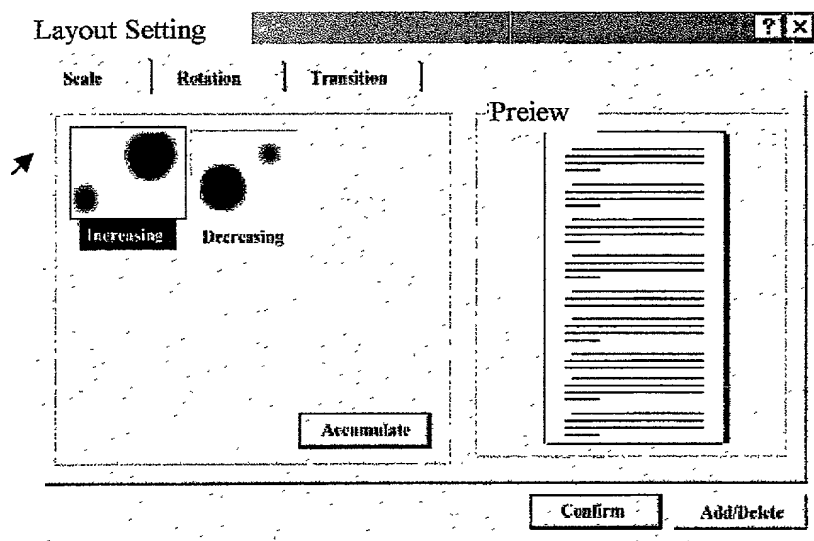 Layout Setting ? ×
Scale Rotation Transition
Preiew
Increasing Decreasing
Accumulate
Confirm Add/Delete